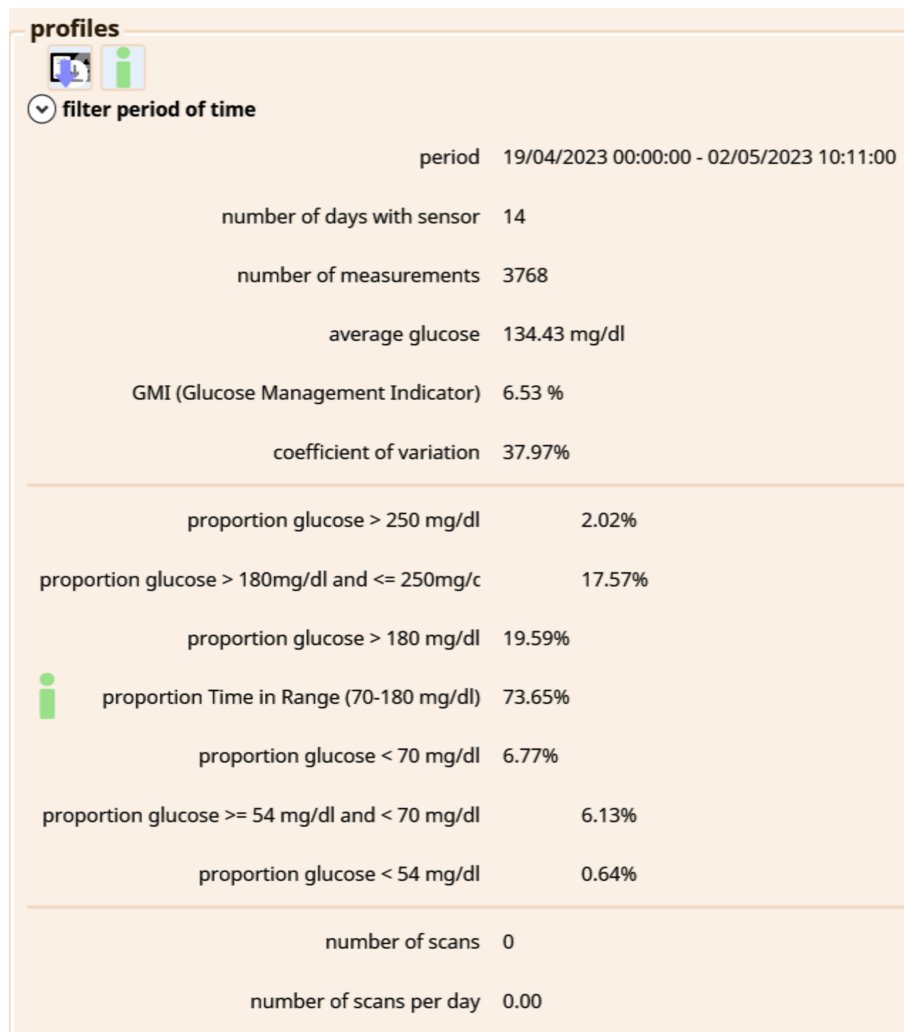 profiles
filter period of time
period 19/04/2023 00:00:00 - 02/05/2023 10:11:00
number of days with sensor 14
number of measurements 3768
average glucose 134.43 mg/dl
GMI (Glucose Management Indicator) 6.53 %
coefficient of variation 37.97%
proportion glucose > 250 mg/dl 2.02%
proportion glucose > 180mg/dl and <= 250mg/c 17.57%
proportion glucose > 180 mg/dl 19.59%
proportion Time in Range (70-180 mg/dl) 73.65%
proportion glucose < 70 mg/dl 6.77%
proportion glucose >= 54 mg/dl and < 70 mg/dl 6.13%
proportion glucose < 54 mg/dl 0.64%
number of scans 0
number of scans per day 0.00